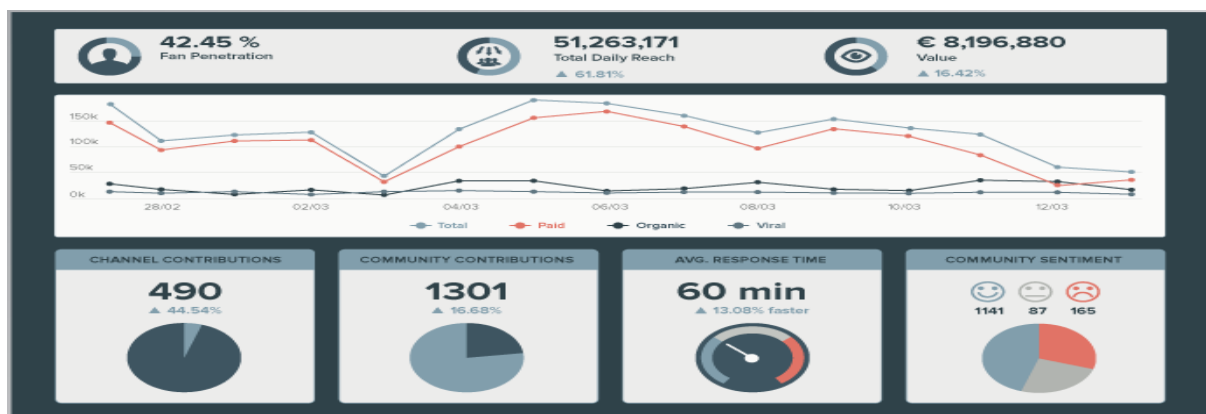 42.45 %
Fan Penetration
51,263,171
Total Daily Reach
▲ 61.81%
€ 8,196,880
Value
▲ 16.42%
150k
100k
50k
0k
28/02 02/03 04/03 06/03 08/03 10/03 12/03
Total Paid Organic Viral
CHANNEL CONTRIBUTIONS
490
▲ 44.54%
COMMUNITY CONTRIBUTIONS
1301
▲ 16.68%
AVG. RESPONSE TIME
60 min
▲ 13.08% faster
COMMUNITY SENTIMENT
1141 87 165